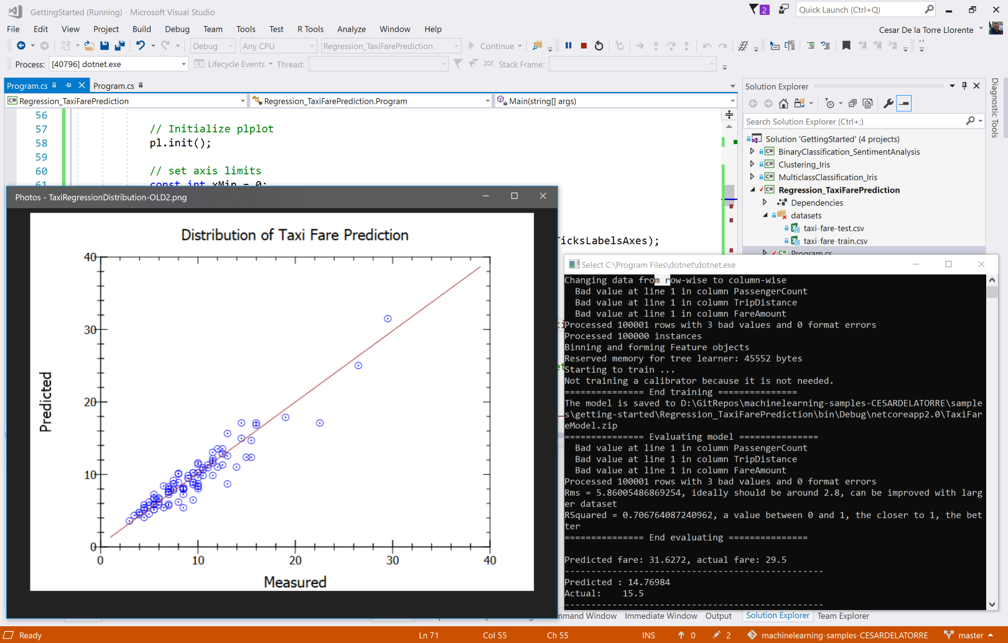 GettingStarted (Running) - Microsoft Visual Studio
2
Quick Launch (Ctrl+Q)
File Edit View Project Build Debug Team Tools Test R Tools Analyze Window Help
Cesar De la Torre Llorente
Debug Any CPU Regression_TaxiFarePrediction Continue
Process: [40796] dotnet.exe Lifecycle Events Thread: Stack Frame:
Program.cs Program.cs
Regression_TaxiFarePrediction Regression_TaxiFarePrediction.Program Main(string[] args)
56
57 // Initialize plplot
58 pl.init();
59
60 // set axis limits
61 const int xMin = 0;
TicksLabelsAxes);
Solution Explorer
Search Solution Explorer (Ctrl+;)
Solution 'GettingStarted' (4 projects)
BinaryClassification_SentimentAnalysis
Clustering_Iris
MulticlassClassification_Iris
Regression_TaxiFarePrediction
Dependencies
datasets
taxi-fare-test.csv
taxi-fare-train.csv
Program.cs
Diagnostic Tools
Photos - TaxiRegressionDistribution-OLD2.png
Distribution of Taxi Fare Prediction
40
30
20
10
0
Predicted
0 10 20 30 40
Measured
Select C:\Program Files\dotnet\dotnet.exe
Changing data from row-wise to column-wise
Bad value at line 1 in column PassengerCount
Bad value at line 1 in column TripDistance
Bad value at line 1 in column FareAmount
Processed 100001 rows with 3 bad values and 0 format errors
Processed 100000 instances
Binning and forming Feature objects
Reserved memory for tree learner: 45552 bytes
Starting to train ...
Not training a calibrator because it is not needed.
=============== End training ===============
The model is saved to D:\GitRepos\machinelearning-samples-CESARDELATORRE\sample
s\getting-started\Regression_TaxiFarePrediction\bin\Debug\netcoreapp2.0\TaxiFar
eModel.zip
=============== Evaluating model ===============
Bad value at line 1 in column PassengerCount
Bad value at line 1 in column TripDistance
Bad value at line 1 in column FareAmount
Processed 100001 rows with 3 bad values and 0 format errors
Rms = 5.86005486869254, ideally should be around 2.8, can be improved with larg
er dataset
RSquared = 0.706764087240962, a value between 0 and 1, the closer to 1, the bet
ter
=============== End evaluating ===============
Predicted fare: 31.6272, actual fare: 29.5
--------------------------------------------------
Predicted : 14.76984
Actual: 15.5
--------------------------------------------------
mmand Window Immediate Window Output Solution Explorer Team Explorer
Ready Ln 71 Col 55 Ch 55 INS 0 2 machinelearning-samples-CESARDELATORRE master